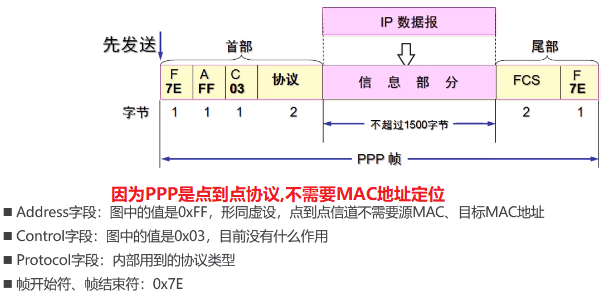 IP 数据报
先发送
首部
尾部
F A C
7E FF 03 协议 信息部分 FCS F 7E
字节 1 1 1 2 不超过1500字节 2 1
PPP 帧
因为PPP是点到点协议,不需要MAC地址定位
■ Address字段：图中的值是0xFF，形同虚设，点到点信道不需要源MAC、目标MAC地址
■ Control字段：图中的值是0x03，目前没有什么作用
■ Protocol字段：内部用到的协议类型
■ 帧开始符、帧结束符：0x7E